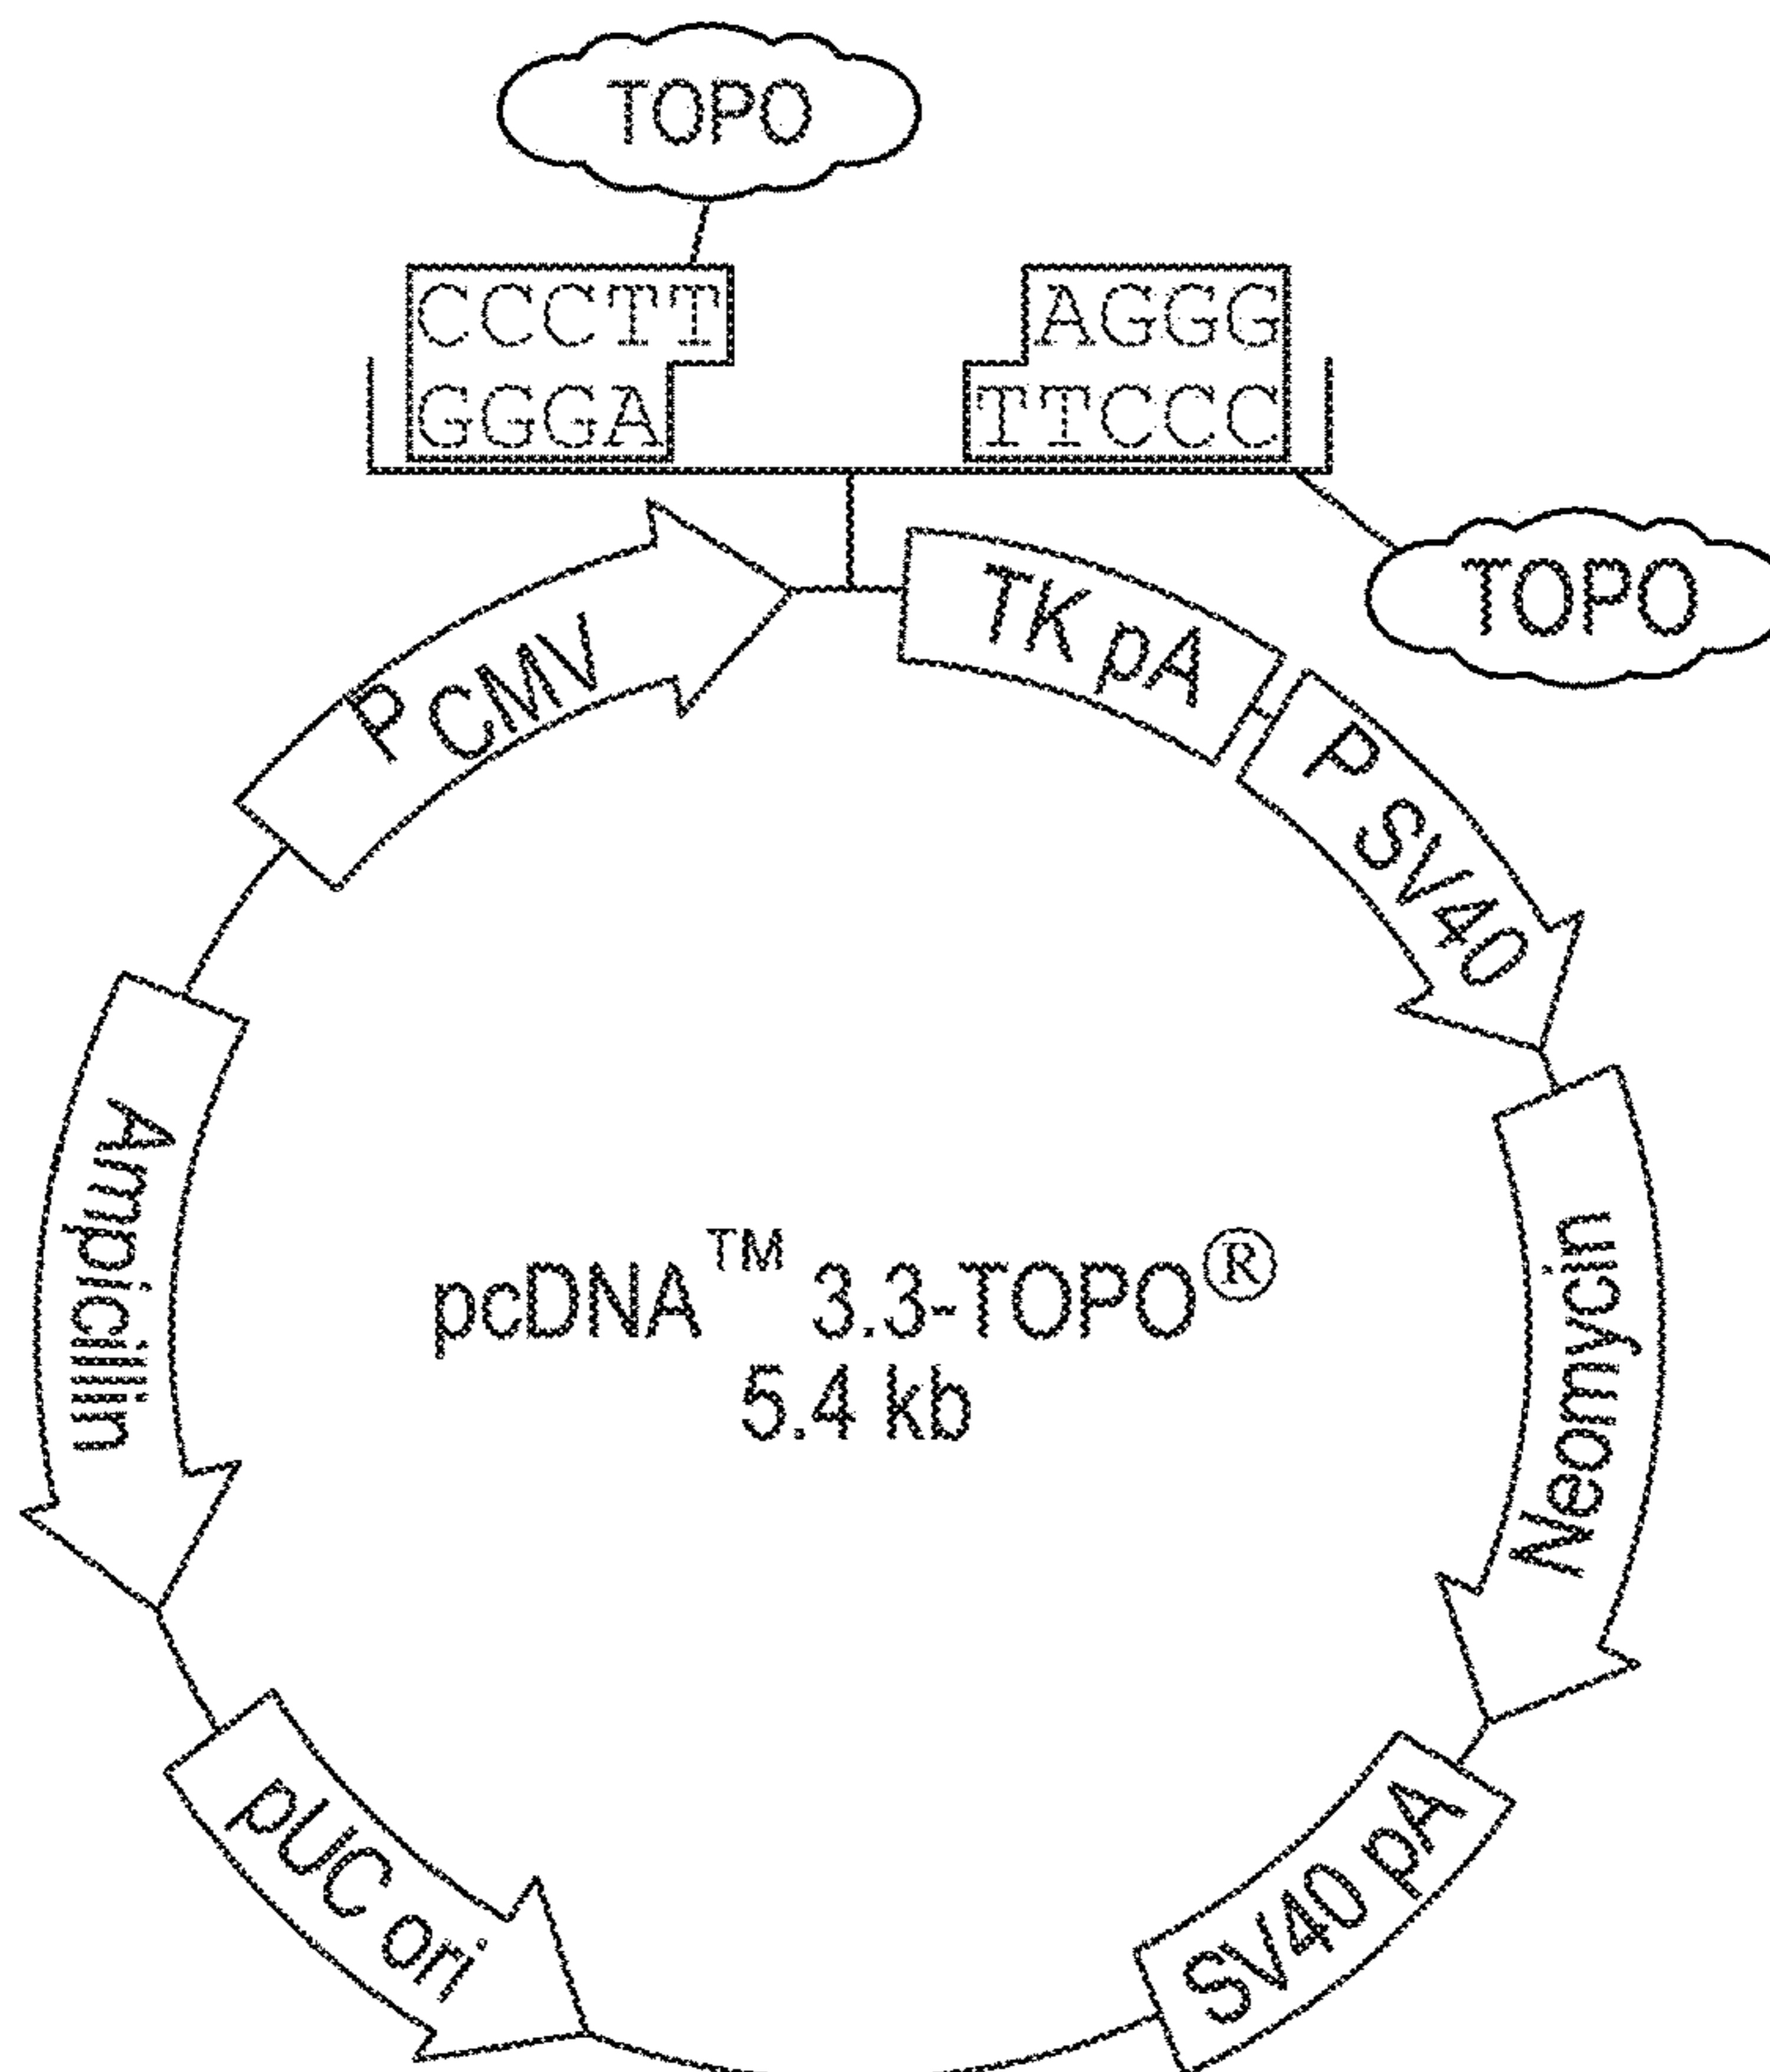 TOPO
CCCTT AGGG
GGGA TTCCC
TOPO
P CMV
TK pA
P SV40
Ampicillin
Neomycin
pcDNA™ 3.3-TOPO®
5.4 kb
pUC ori
SV40 pA